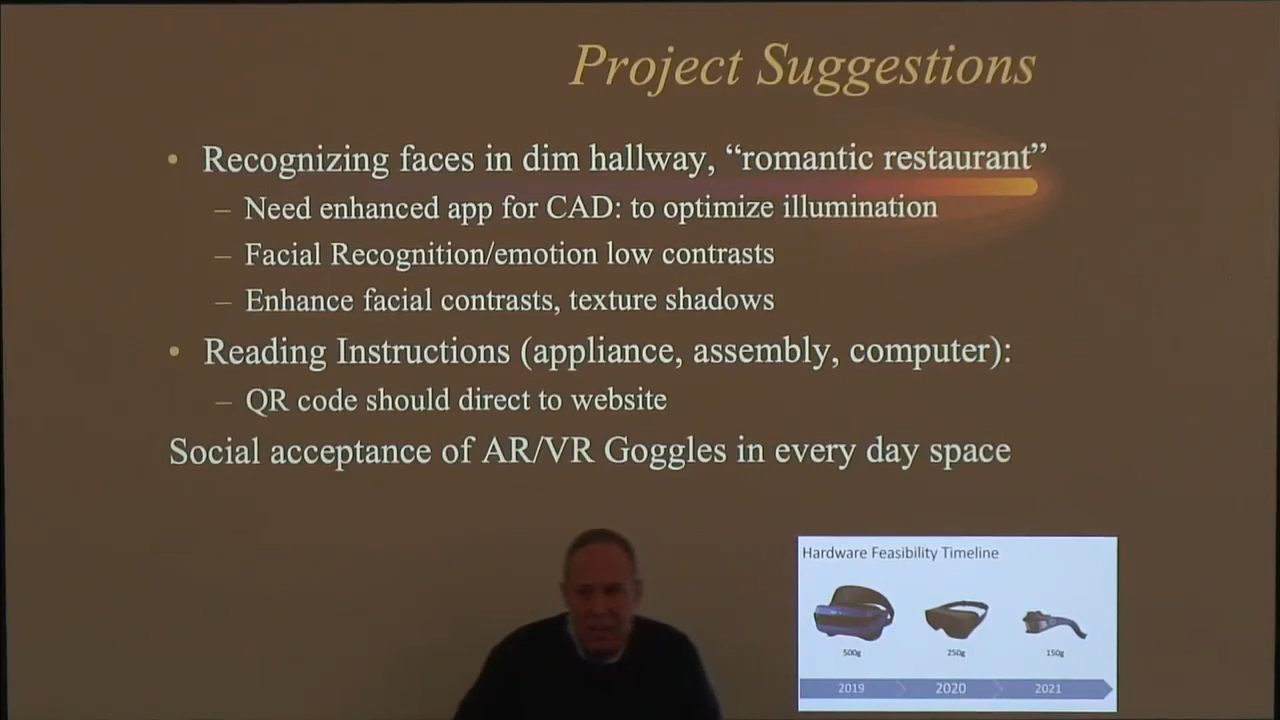 Project Suggestions
• Recognizing faces in dim hallway, “romantic restaurant”
– Need enhanced app for CAD: to optimize illumination
– Facial Recognition/emotion low contrasts
– Enhance facial contrasts, texture shadows
• Reading Instructions (appliance, assembly, computer):
– QR code should direct to website
Social acceptance of AR/VR Goggles in every day space
Hardware Feasibility Timeline
500g 250g 150g
2019 2020 2021